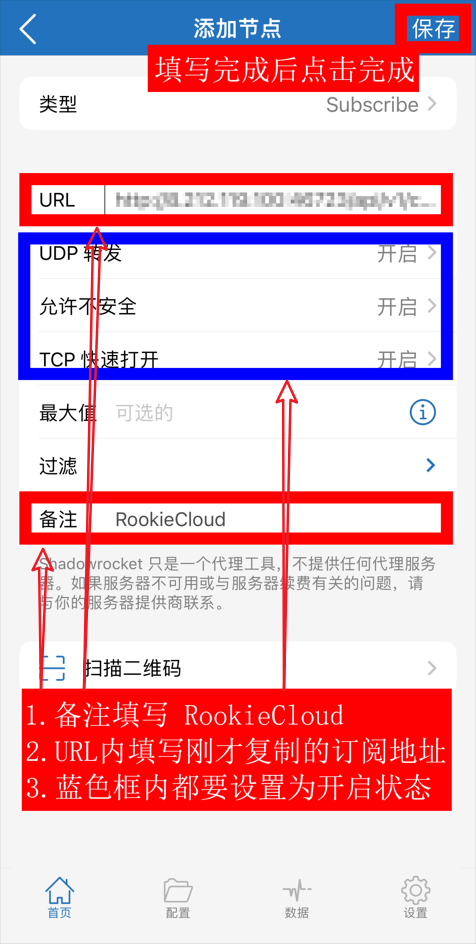 添加节点
保存
填写完成后点击完成
类型
Subscribe
URL
UDP 转发
开启
允许不安全
开启
TCP 快速打开
开启
最大值
可选的
过滤
备注
RookieCloud
Shadowrocket 只是一个代理工具，不提供任何代理服务
器。如果服务器不可用或与服务器续费有关的问题，请
与你的服务器提供商联系。
扫描二维码
1.备注填写 RookieCloud
2.URL内填写刚才复制的订阅地址
3.蓝色框内都要设置为开启状态
首页
配置
数据
设置